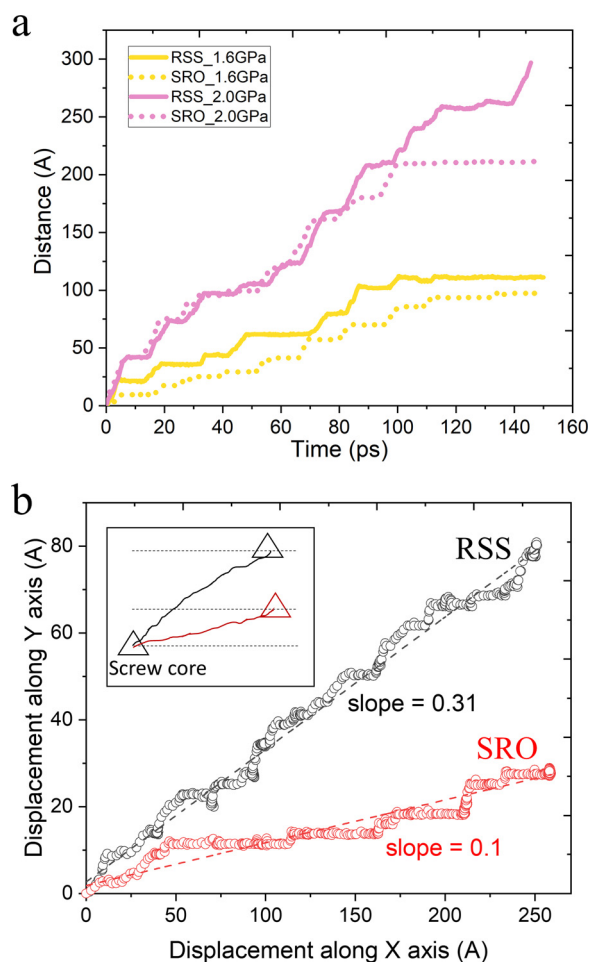 a
RSS_1.6GPa
SRO_1.6GPa
RSS_2.0GPa
SRO_2.0GPa
300
250
200
150
100
50
0
Distance (A)
0 20 40 60 80 100 120 140 160
Time (ps)
b
80
60
40
20
0
Displacement along Y axis (A)
Screw core
RSS
slope = 0.31
SRO
slope = 0.1
0 50 100 150 200 250
Displacement along X axis (A)